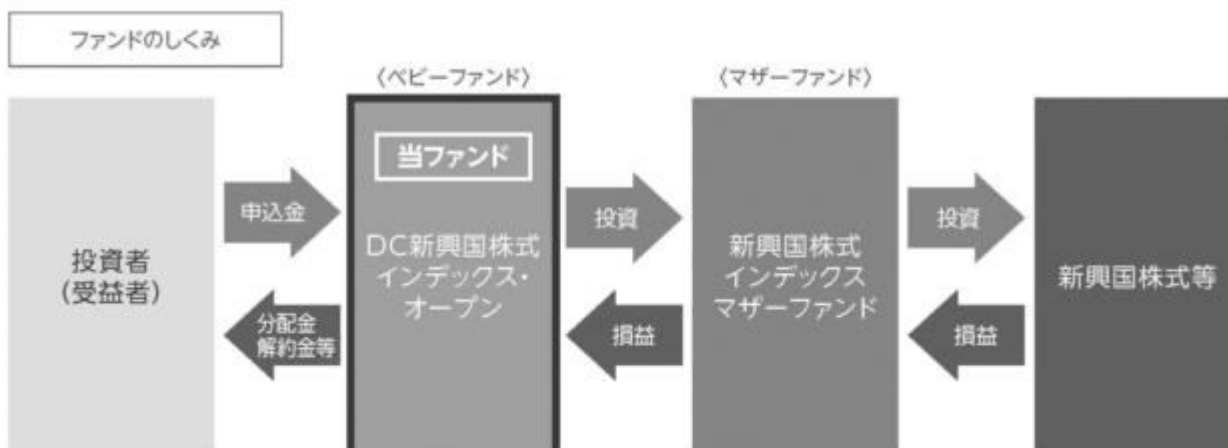 ファンドのしくみ
〈ベビーファンド〉
〈マザーファンド〉
投資者
(受益者)
申込金
分配金
解約金等
当ファンド
DC新興国株式
インデックス・
オープン
投資
損益
新興国株式
インデックス
マザーファンド
投資
損益
新興国株式等